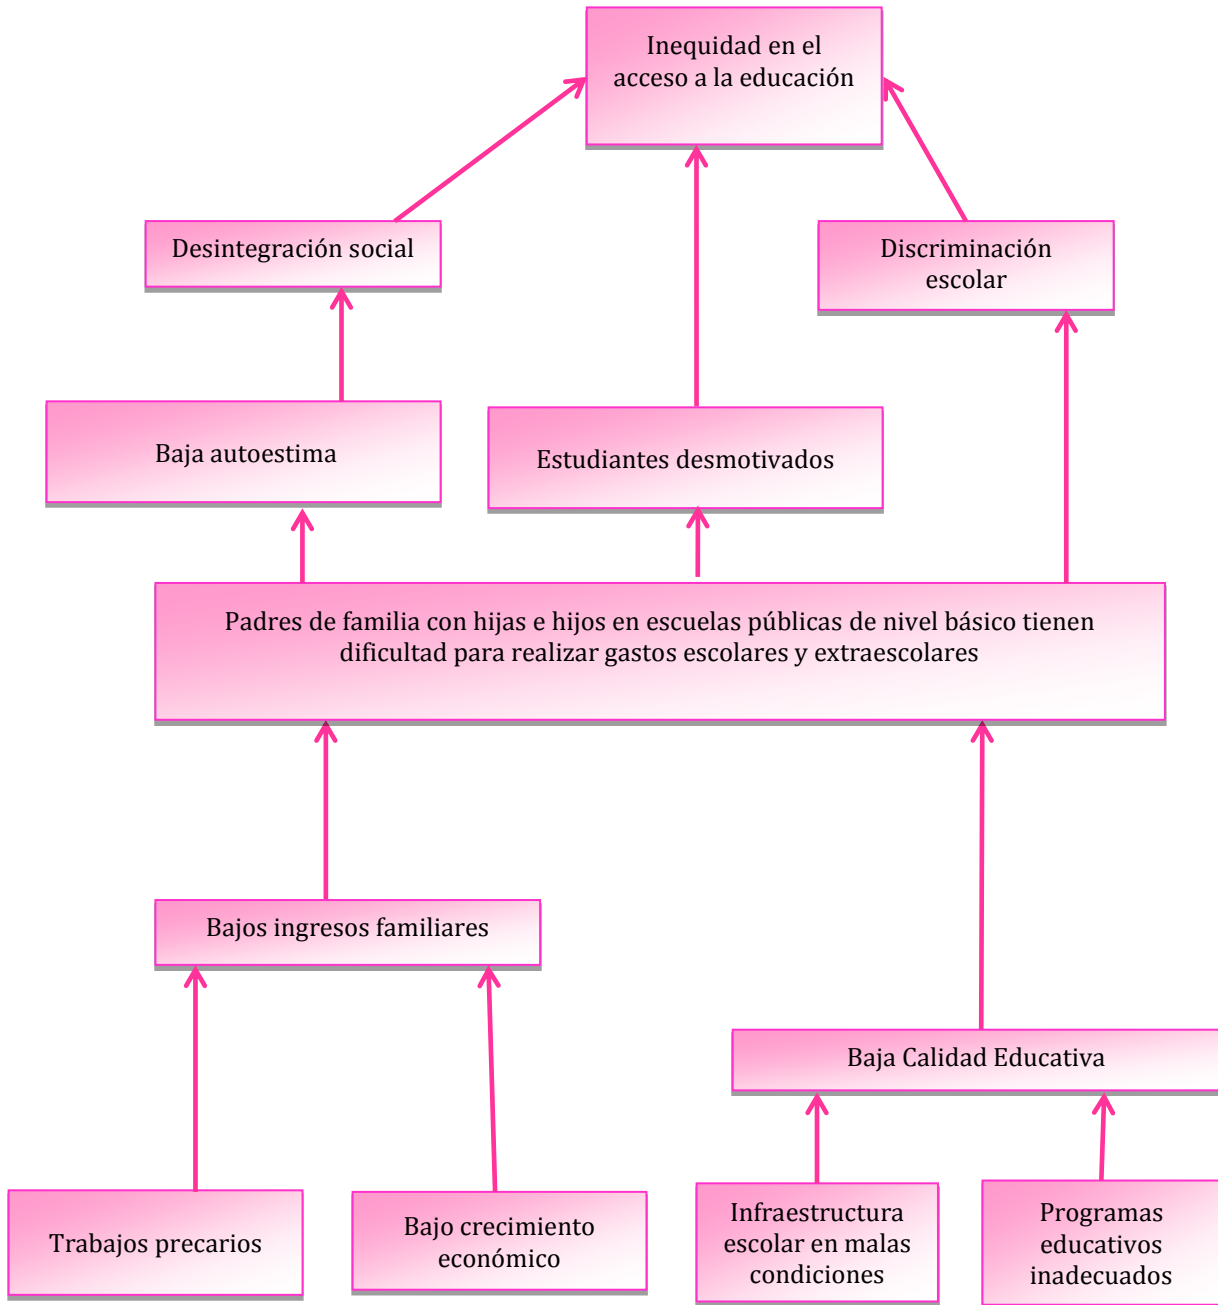 Inequidad en el
acceso a la educación
Desintegración social
Discriminación
escolar
Baja autoestima
Estudiantes desmotivados
Padres de familia con hijas e hijos en escuelas públicas de nivel básico tienen
dificultad para realizar gastos escolares y extraescolares
Bajos ingresos familiares
Baja Calidad Educativa
Trabajos precarios
Bajo crecimiento
económico
Infraestructura
escolar en malas
condiciones
Programas
educativos
inadecuados